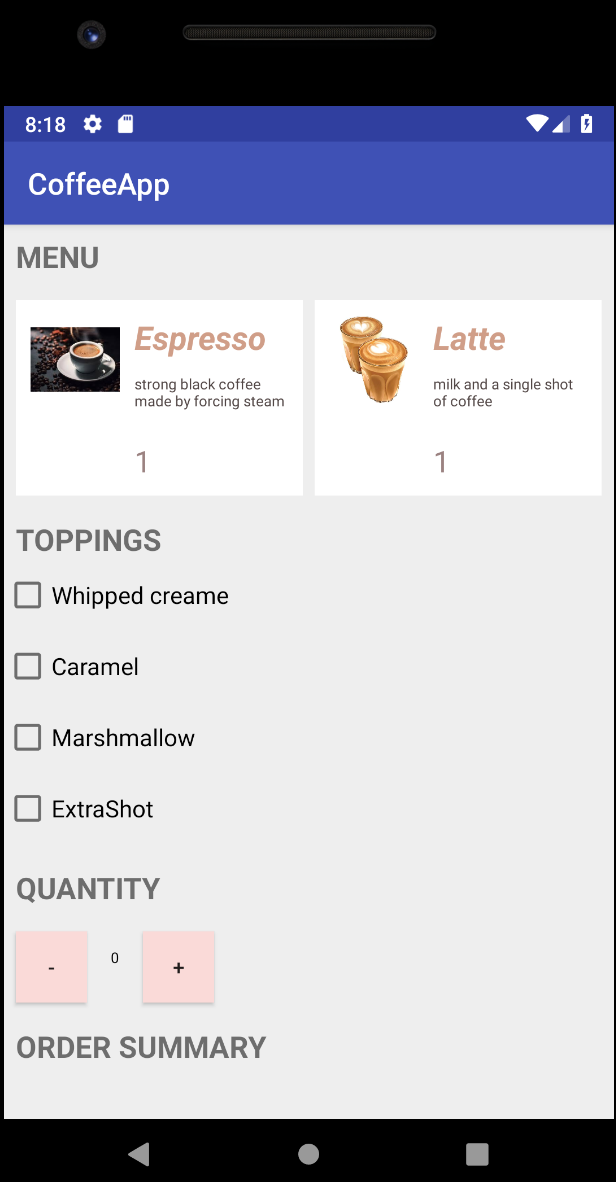 8:18
CoffeeApp
MENU
Espresso
strong black coffee
made by forcing steam
1
Latte
milk and a single shot
of coffee
1
TOPPINGS
Whipped creame
Caramel
Marshmallow
ExtraShot
QUANTITY
- 0 +
ORDER SUMMARY